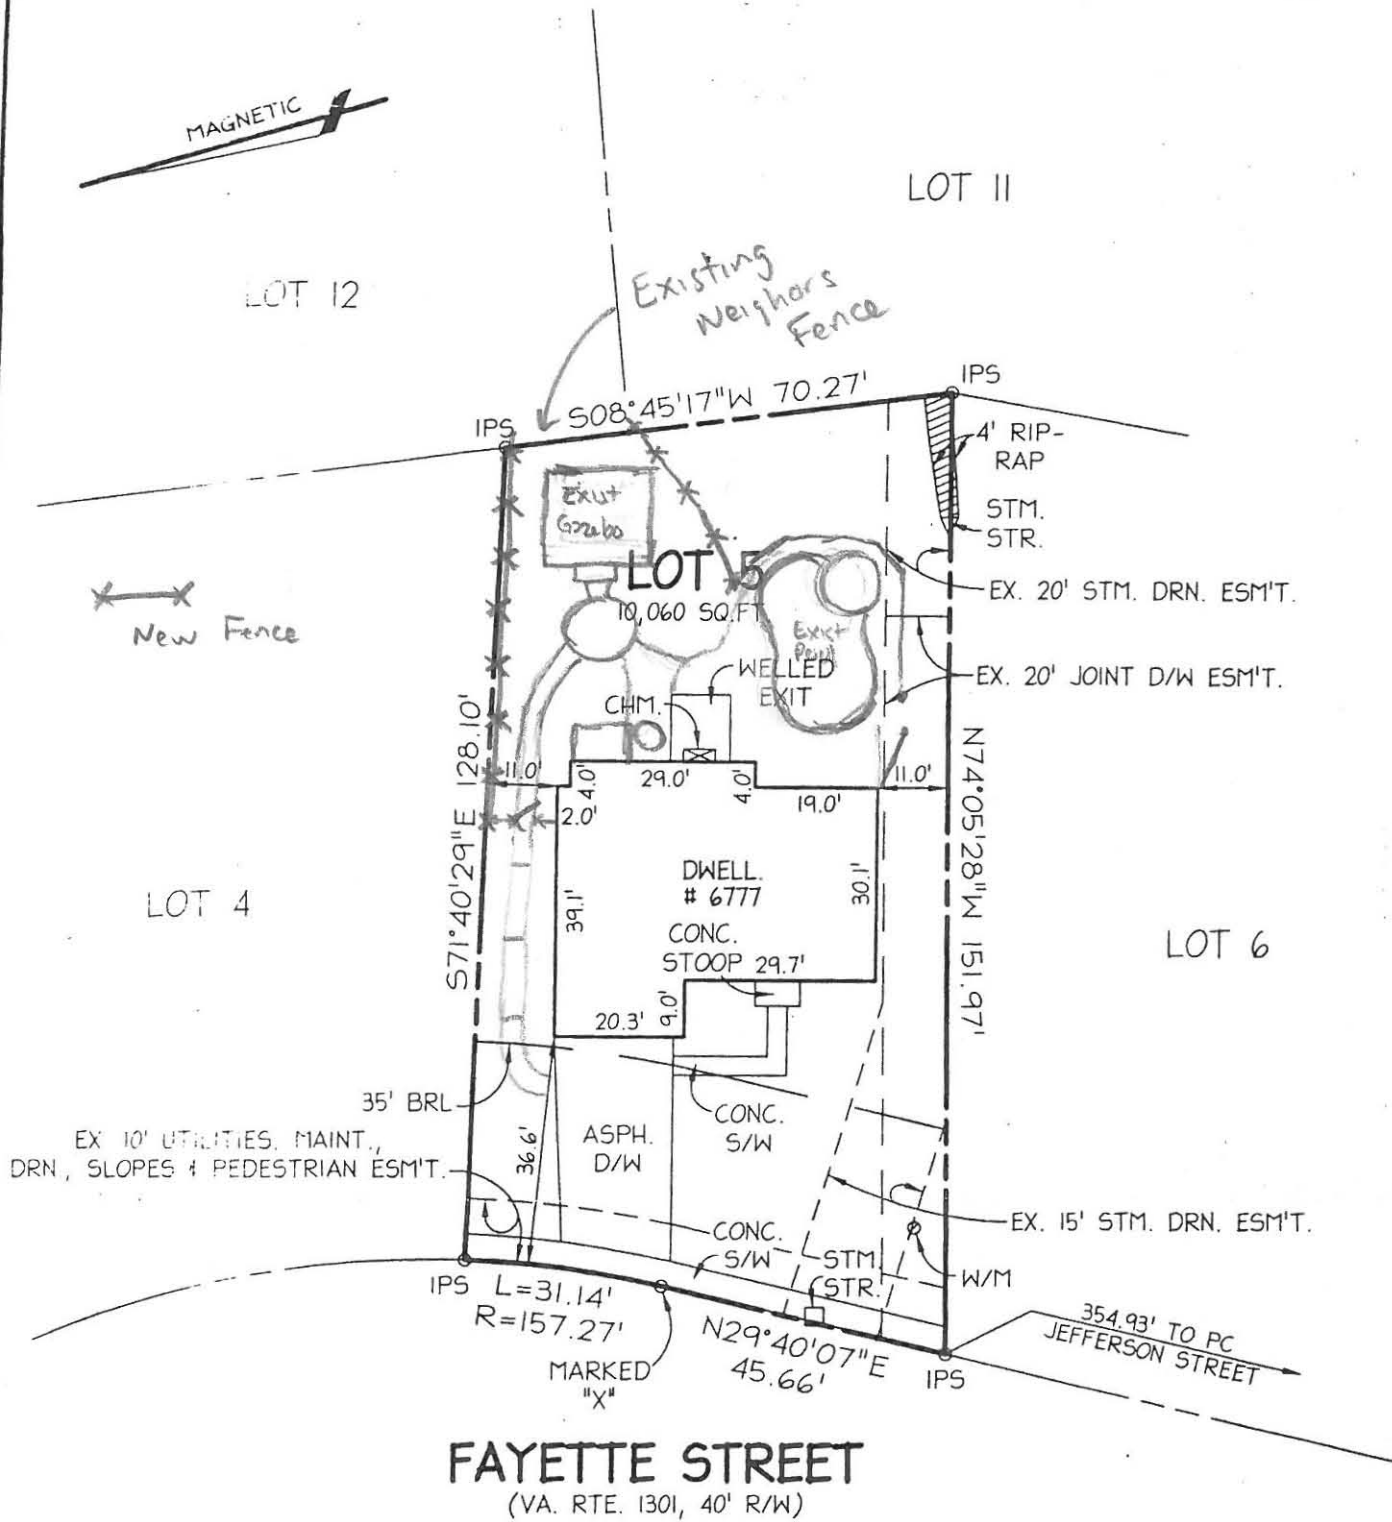 MAGNETIC
LOT 11
LOT 12
Existing
Neighors
Fence
IPS
S08°45'17"W 70.27'
IPS
4' RIP-
RAP
STM.
STR.
Exist
Gazebo
LOT 5
10,060 SQ.FT
EX. 20' STM. DRN. ESM'T.
New Fence
Exist
Pool
WELLED
EXIT
EX. 20' JOINT D/W ESM'T.
CHM.
S71°40'29"E 128.10'
N74°05'28"W 151.97'
11.0'
4.0'
29.0'
4.0'
19.0'
11.0'
2.0'
DWELL.
# 6777
39.1'
30.1'
LOT 4
LOT 6
CONC.
STOOP
29.7'
20.3'
9.0'
35' BRL
CONC.
S/W
EX 10' UTILITIES, MAINT.,
DRN., SLOPES & PEDESTRIAN ESM'T.
36.6'
ASPH.
D/W
EX. 15' STM. DRN. ESM'T.
CONC.
S/W
STM.
STR.
W/M
IPS
L=31.14'
R=157.27'
N29°40'07"E
45.66'
MARKED
"X"
IPS
354.93' TO PC
JEFFERSON STREET
FAYETTE STREET
(VA. RTE. 1301, 40' R/W)